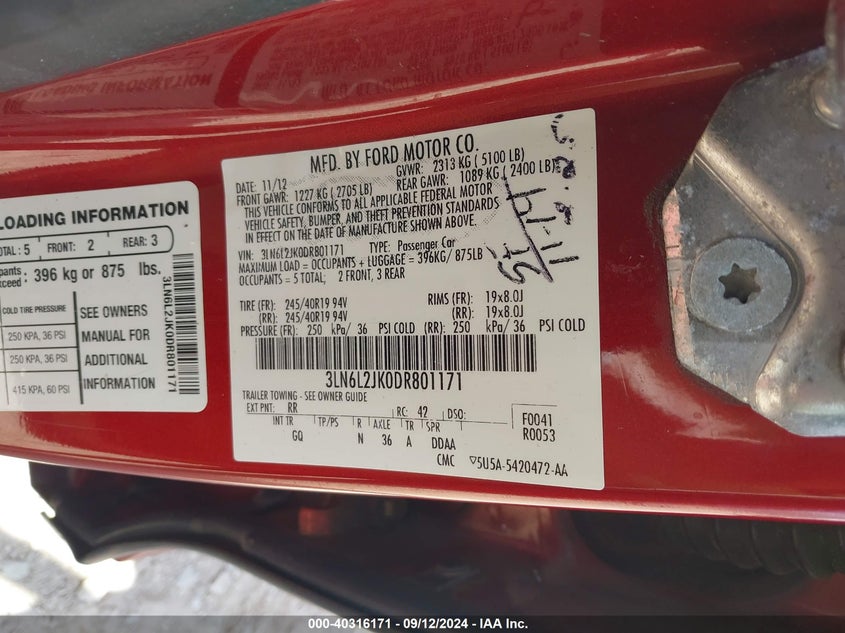 LOADING INFORMATION
TOTAL: 5 FRONT: 2 REAR: 3
396 kg or 875 lbs.
COLD TIRE PRESSURE
250 KPA, 36 PSI
250 KPA, 36 PSI
415 KPA, 60 PSI
SEE OWNERS
MANUAL FOR
ADDITIONAL
INFORMATION
3LN6L2JK0DR801171
MFD. BY FORD MOTOR CO.
DATE: 11/12 GVWR: 2313 KG ( 5100 LB)
FRONT GAWR: 1227 KG ( 2705 LB) REAR GAWR: 1089 KG ( 2400 LB)
THIS VEHICLE CONFORMS TO ALL APPLICABLE FEDERAL MOTOR
VEHICLE SAFETY, BUMPER, AND THEFT PREVENTION STANDARDS
IN EFFECT ON THE DATE OF MANUFACTURE SHOWN ABOVE.
VIN: 3LN6L2JK0DR801171 TYPE: Passenger Car
MAXIMUM LOAD = OCCUPANTS + LUGGAGE = 396KG/ 875LB
OCCUPANTS = 5 TOTAL; 2 FRONT, 3 REAR
TIRE (FR): 245/40R19 94V RIMS (FR): 19x8.0J
(RR): 245/40R19 94V (RR): 19x8.0J
PRESSURE (FR): 250 kPa/ 36 PSI COLD (RR): 250 kPa/ 36 PSI COLD
3LN6L2JK0DR801171
TRAILER TOWING - SEE OWNER GUIDE
EXT PNT: RR RC: 42 DSO: F0041
INT TR TP/PS R AXLE TR SPR R0053
GQ N 36 A DDAA
CMC ▽5U5A-5420472-AA
000-40316171 - 09/12/2024 - IAA Inc.